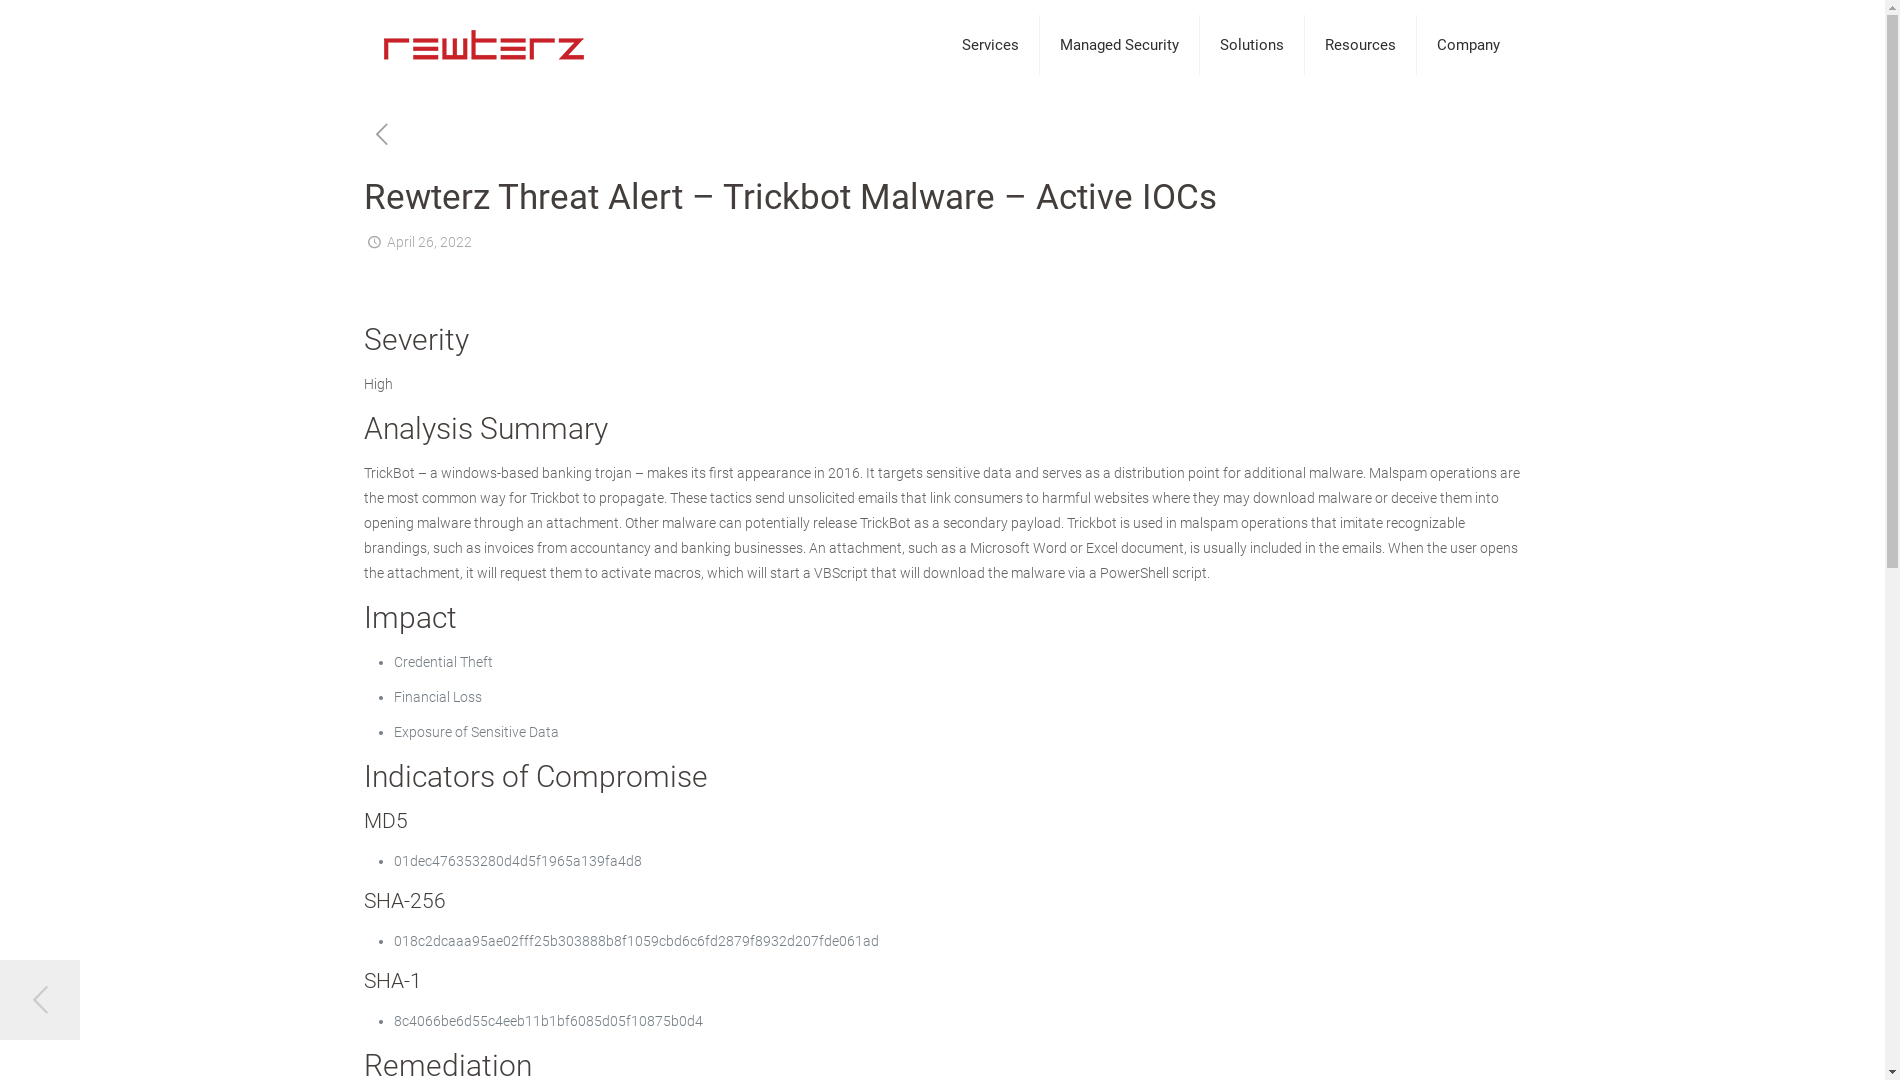 rewterz
Services
Managed Security
Solutions
Resources
Company
Rewterz Threat Alert – Trickbot Malware – Active IOCs
April 26, 2022
Severity
High
Analysis Summary
TrickBot – a windows-based banking trojan – makes its first appearance in 2016. It targets sensitive data and serves as a distribution point for additional malware. Malspam operations are
the most common way for Trickbot to propagate. These tactics send unsolicited emails that link consumers to harmful websites where they may download malware or deceive them into
opening malware through an attachment. Other malware can potentially release TrickBot as a secondary payload. Trickbot is used in malspam operations that imitate recognizable
brandings, such as invoices from accountancy and banking businesses. An attachment, such as a Microsoft Word or Excel document, is usually included in the emails. When the user opens
the attachment, it will request them to activate macros, which will start a VBScript that will download the malware via a PowerShell script.
Impact
• Credential Theft
• Financial Loss
• Exposure of Sensitive Data
Indicators of Compromise
MD5
• 01dec476353280d4d5f1965a139fa4d8
SHA-256
• 018c2dcaaa95ae02fff25b303888b8f1059cbd6c6fd2879f8932d207fde061ad
SHA-1
• 8c4066be6d55c4eeb11b1bf6085d05f10875b0d4
Remediation